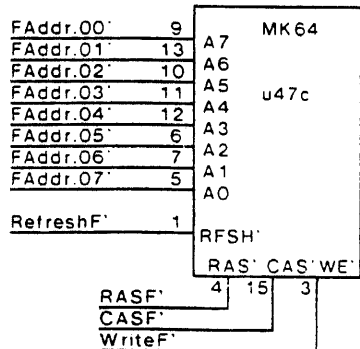 FAddr.00' 9 MK64
FAddr.01' 13 A7
FAddr.02' 10 A6
FAddr.03' 11 A5 u47c
FAddr.04' 12 A4
FAddr.05' 6 A3
FAddr.06' 7 A2
FAddr.07' 5 A1
A0
RefreshF' 1
RFSH'
RAS' CAS' WE'
4 15 3
RASF'
CASF'
WriteF'